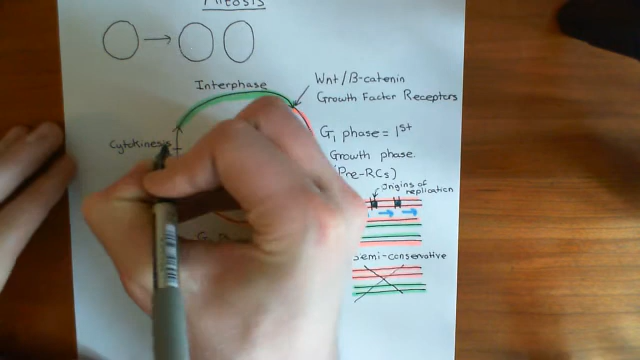 Mitosis
Interphase
Wnt/β-catenin
Growth Factor Receptors
Cytokinesis
G₁ phase = 1st
Growth phase.
(Pre-RCs)
Origins of
replication
Semi-conservative